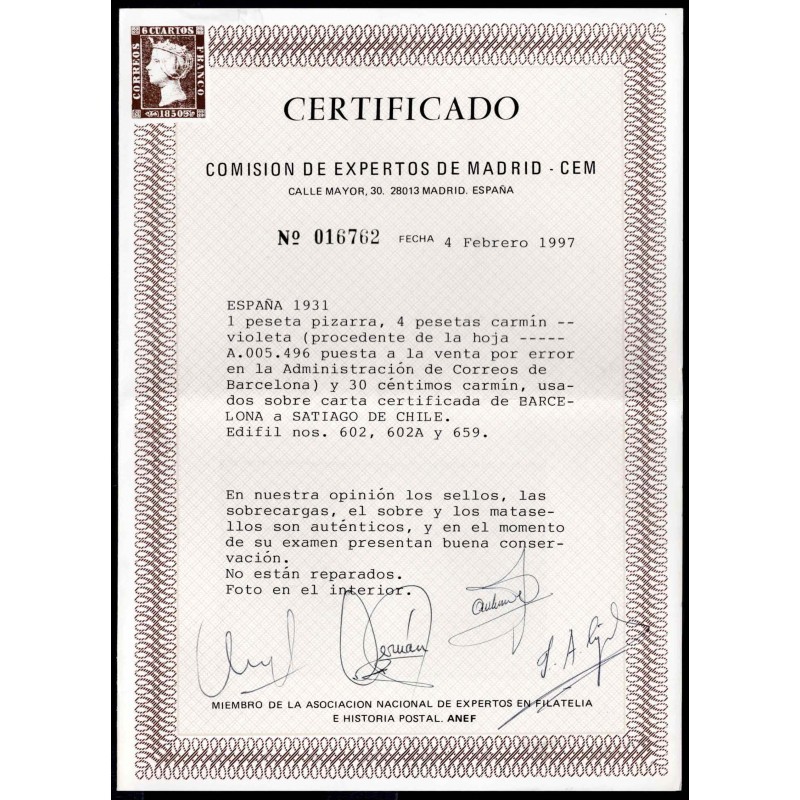 6 CUARTOS
CORREOS
FRANCO
1850
CERTIFICADO
COMISION DE EXPERTOS DE MADRID - CEM
CALLE MAYOR, 30. 28013 MADRID. ESPAÑA
Nº 016762 FECHA 4 Febrero 1997
ESPAÑA 1931
1 peseta pizarra, 4 pesetas carmín --
violeta (procedente de la hoja -----
A.005.496 puesta a la venta por error
en la Administración de Correos de
Barcelona) y 30 céntimos carmín, usa-
dos sobre carta certificada de BARCE-
LONA a SATIAGO DE CHILE.
Edifil nos. 602, 602A y 659.
En nuestra opinión los sellos, las
sobrecargas, el sobre y los matase-
llos son auténticos, y en el momento
de su examen presentan buena conser-
vación.
No están reparados.
Foto en el interior.
MIEMBRO DE LA ASOCIACION NACIONAL DE EXPERTOS EN FILATELIA
E HISTORIA POSTAL. ANEF